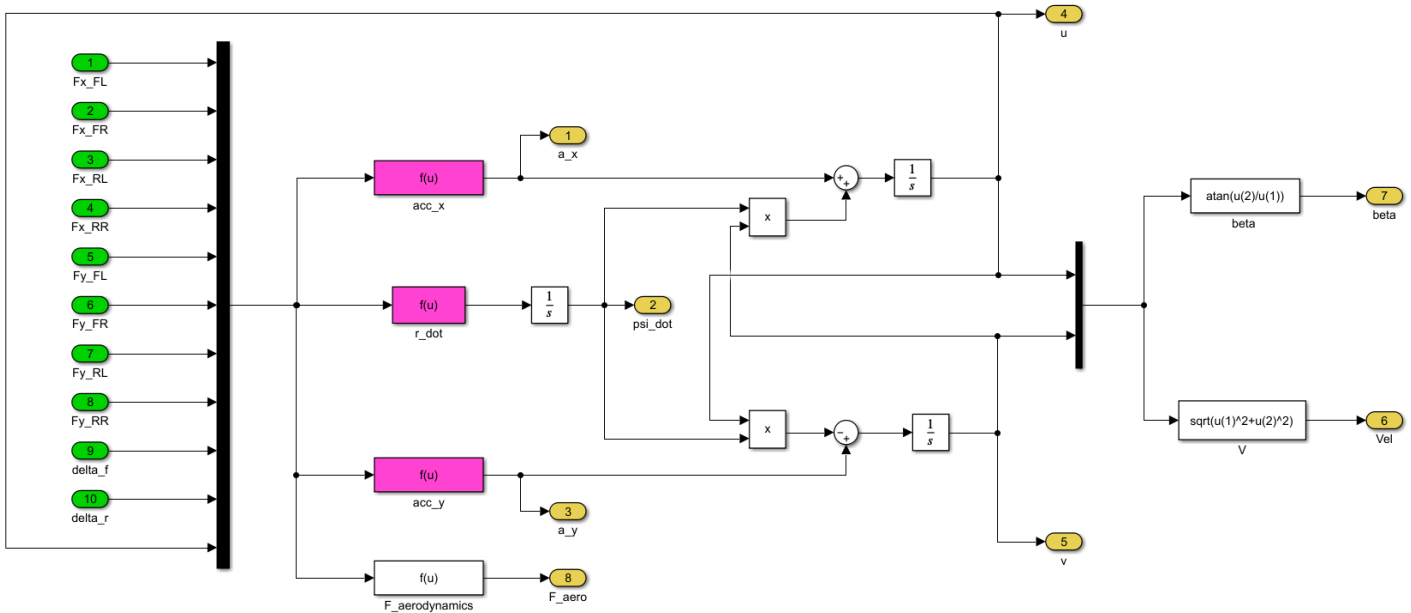 4
u
1
Fx_FL
2
Fx_FR
3
Fx_RL
4
Fx_RR
5
Fy_FL
6
Fy_FR
7
Fy_RL
8
Fy_RR
9
delta_f
10
delta_r
f(u)
acc_x
1
a_x
+
+
1
s
x
f(u)
r_dot
1
s
2
psi_dot
x
−
+
1
s
f(u)
acc_y
3
a_y
f(u)
F_aerodynamics
8
F_aero
5
v
atan(u(2)/u(1))
beta
7
beta
sqrt(u(1)^2+u(2)^2)
V
6
Vel